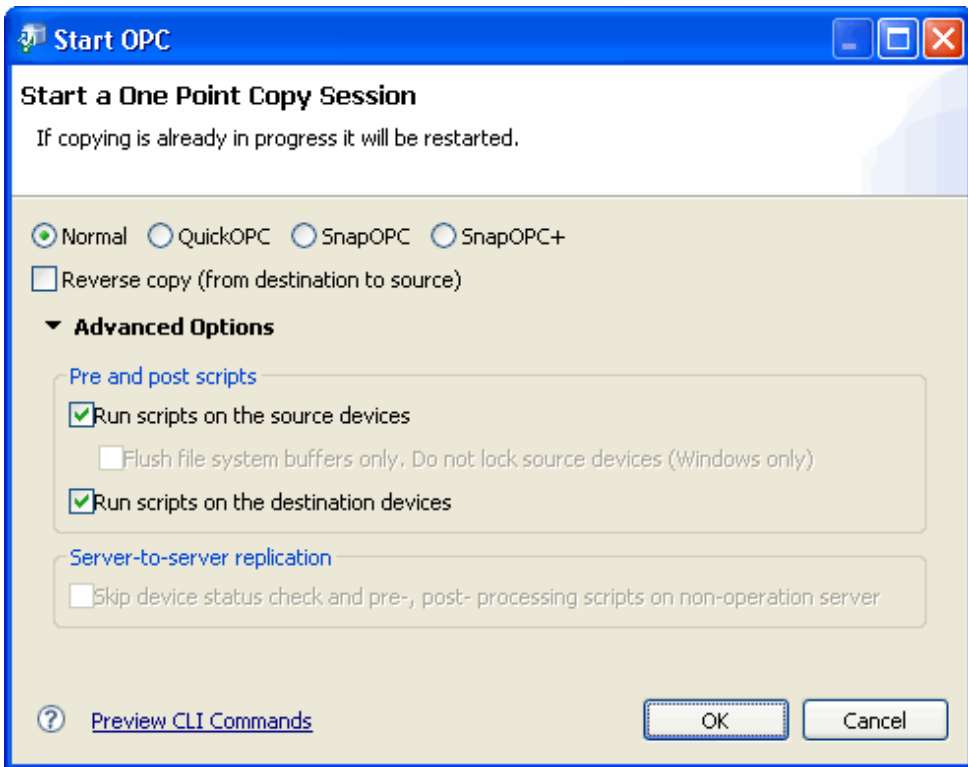 Start OPC
Start a One Point Copy Session
If copying is already in progress it will be restarted.
Normal QuickOPC SnapOPC SnapOPC+
Reverse copy (from destination to source)
Advanced Options
Pre and post scripts
Run scripts on the source devices
Flush file system buffers only. Do not lock source devices (Windows only)
Run scripts on the destination devices
Server-to-server replication
Skip device status check and pre-, post- processing scripts on non-operation server
? Preview CLI Commands OK Cancel